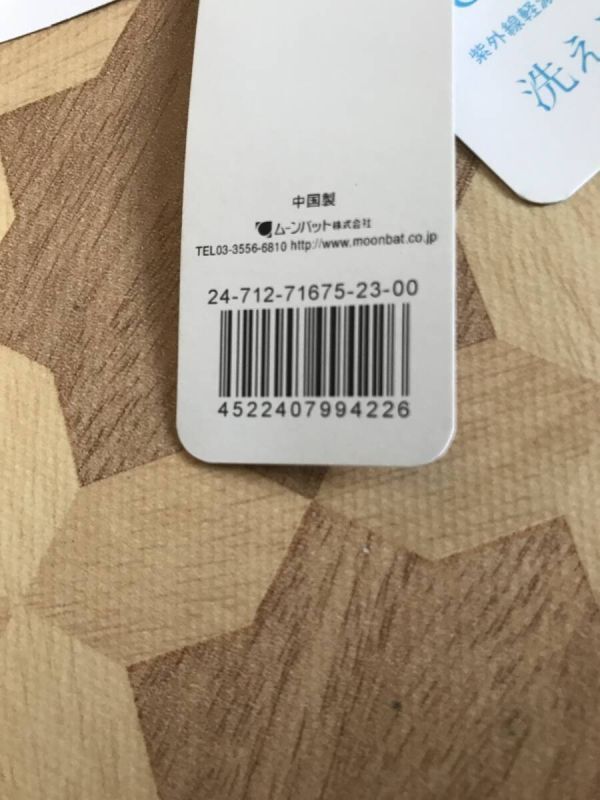 紫外線軽減
洗え
中国製
ムーンバット株式会社
TEL03-3556-6810 http://www.moonbat.co.jp
24-712-71675-23-00
4522407994226